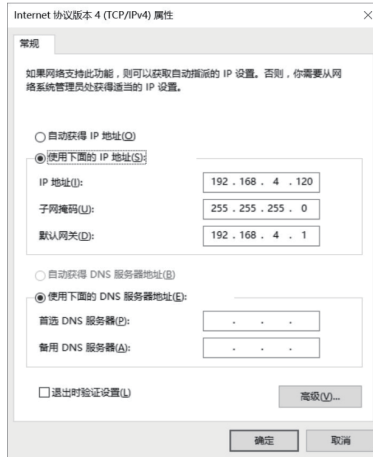 Internet 协议版本 4 (TCP/IPv4) 属性
常规
如果网络支持此功能，则可以获取自动指派的 IP 设置。否则，你需要从网
络系统管理员处获得适当的 IP 设置。
自动获得 IP 地址(O)
使用下面的 IP 地址(S):
IP 地址(I): 192 . 168 . 4 . 120
子网掩码(U): 255 . 255 . 255 . 0
默认网关(D): 192 . 168 . 4 . 1
自动获得 DNS 服务器地址(B)
使用下面的 DNS 服务器地址(E):
首选 DNS 服务器(P): . . .
备用 DNS 服务器(A): . . .
退出时验证设置(L)
高级(V)...
确定 取消